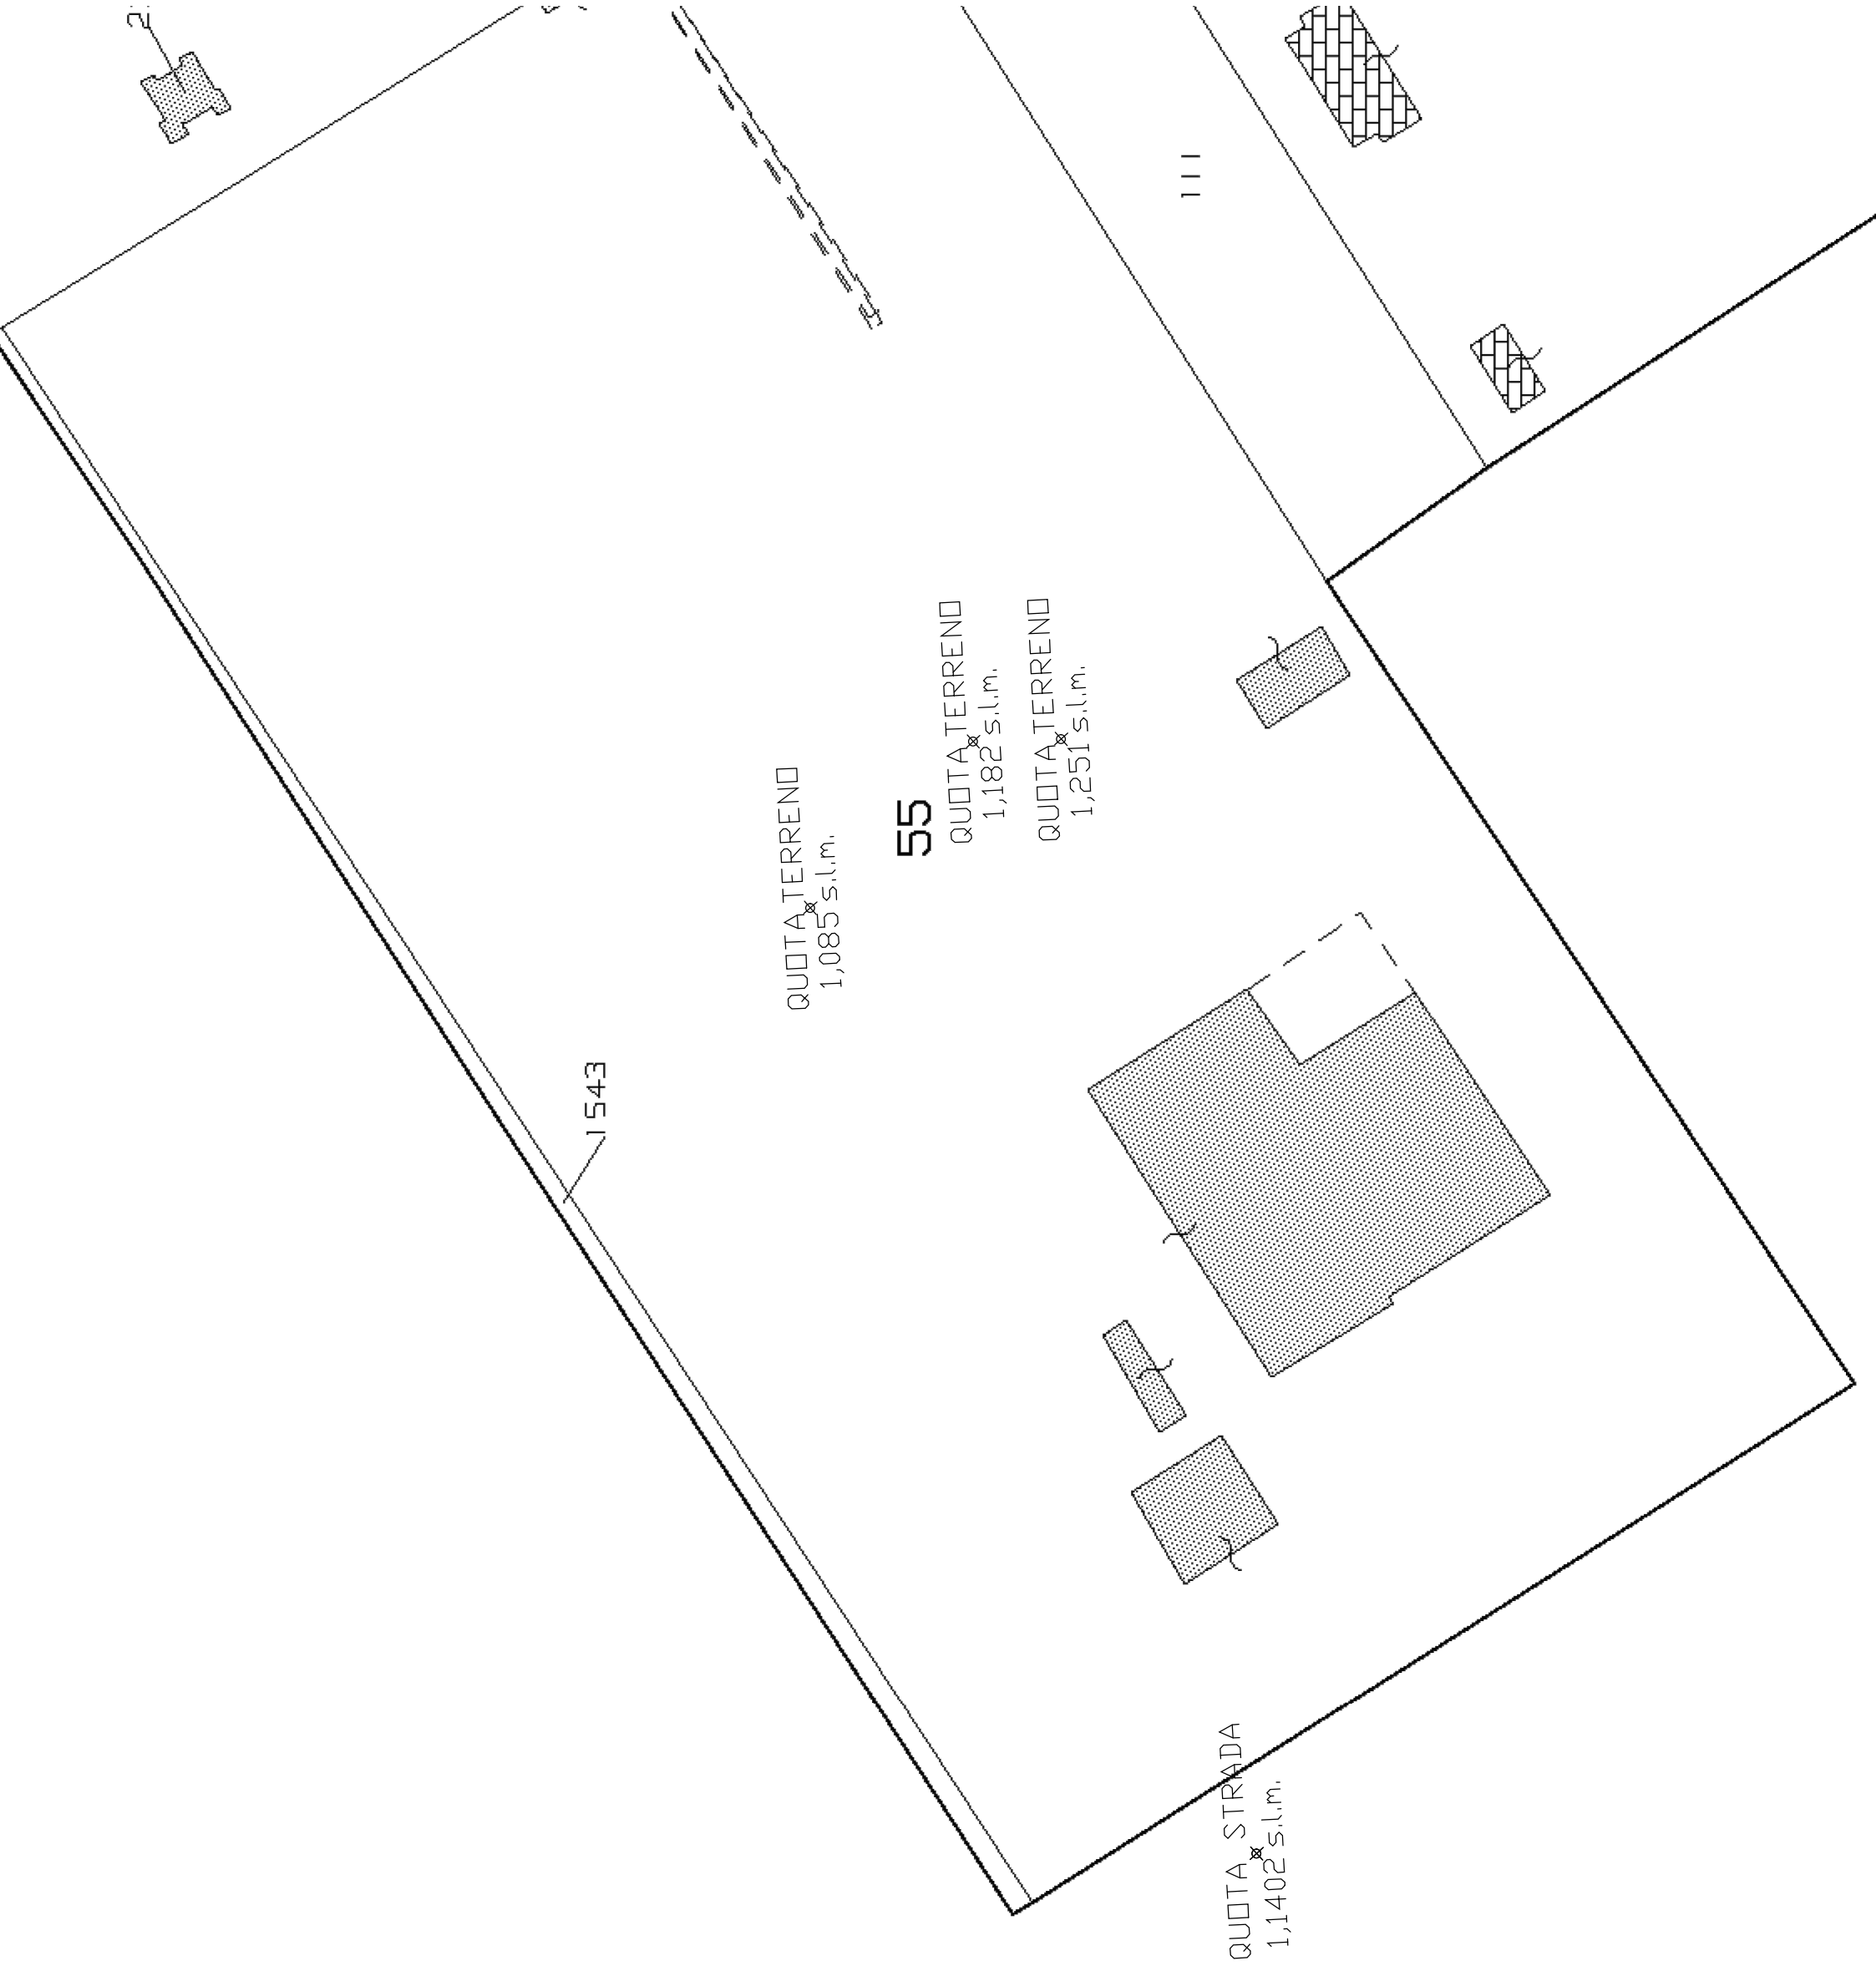 111
1543
QUOTA TERRENO
1,085 s.l.m.
55
QUOTA TERRENO
1,182 s.l.m.
QUOTA TERRENO
1,251 s.l.m.
QUOTA STRADA
1,1402 s.l.m.